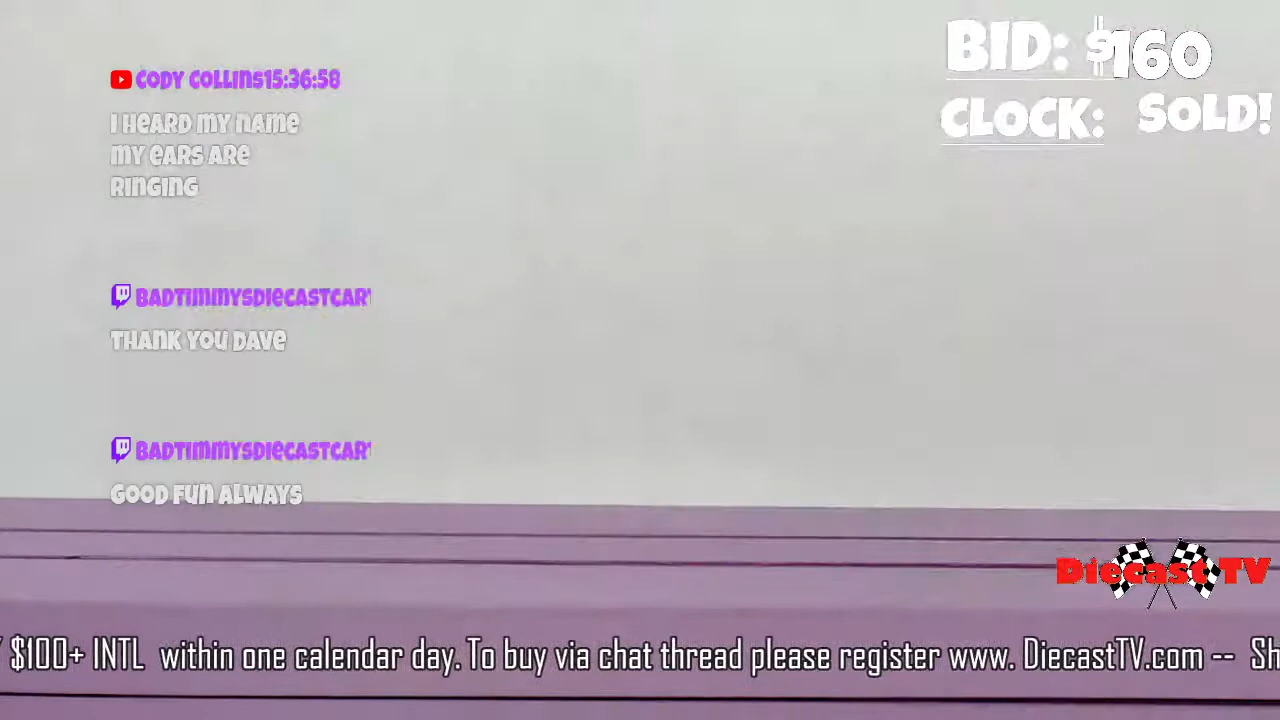 BID: $160
CLOCK: SOLD!
CODY COLLINS15:36:58
I HEARD MY NAME
MY EARS ARE
RINGING
BADTIMMYSDIECASTCAR
THANK YOU DAVE
BADTIMMYSDIECASTCAR
GOOD FUN ALWAYS
Diecast TV
$100+ INTL within one calendar day. To buy via chat thread please register www. DiecastTV.com --